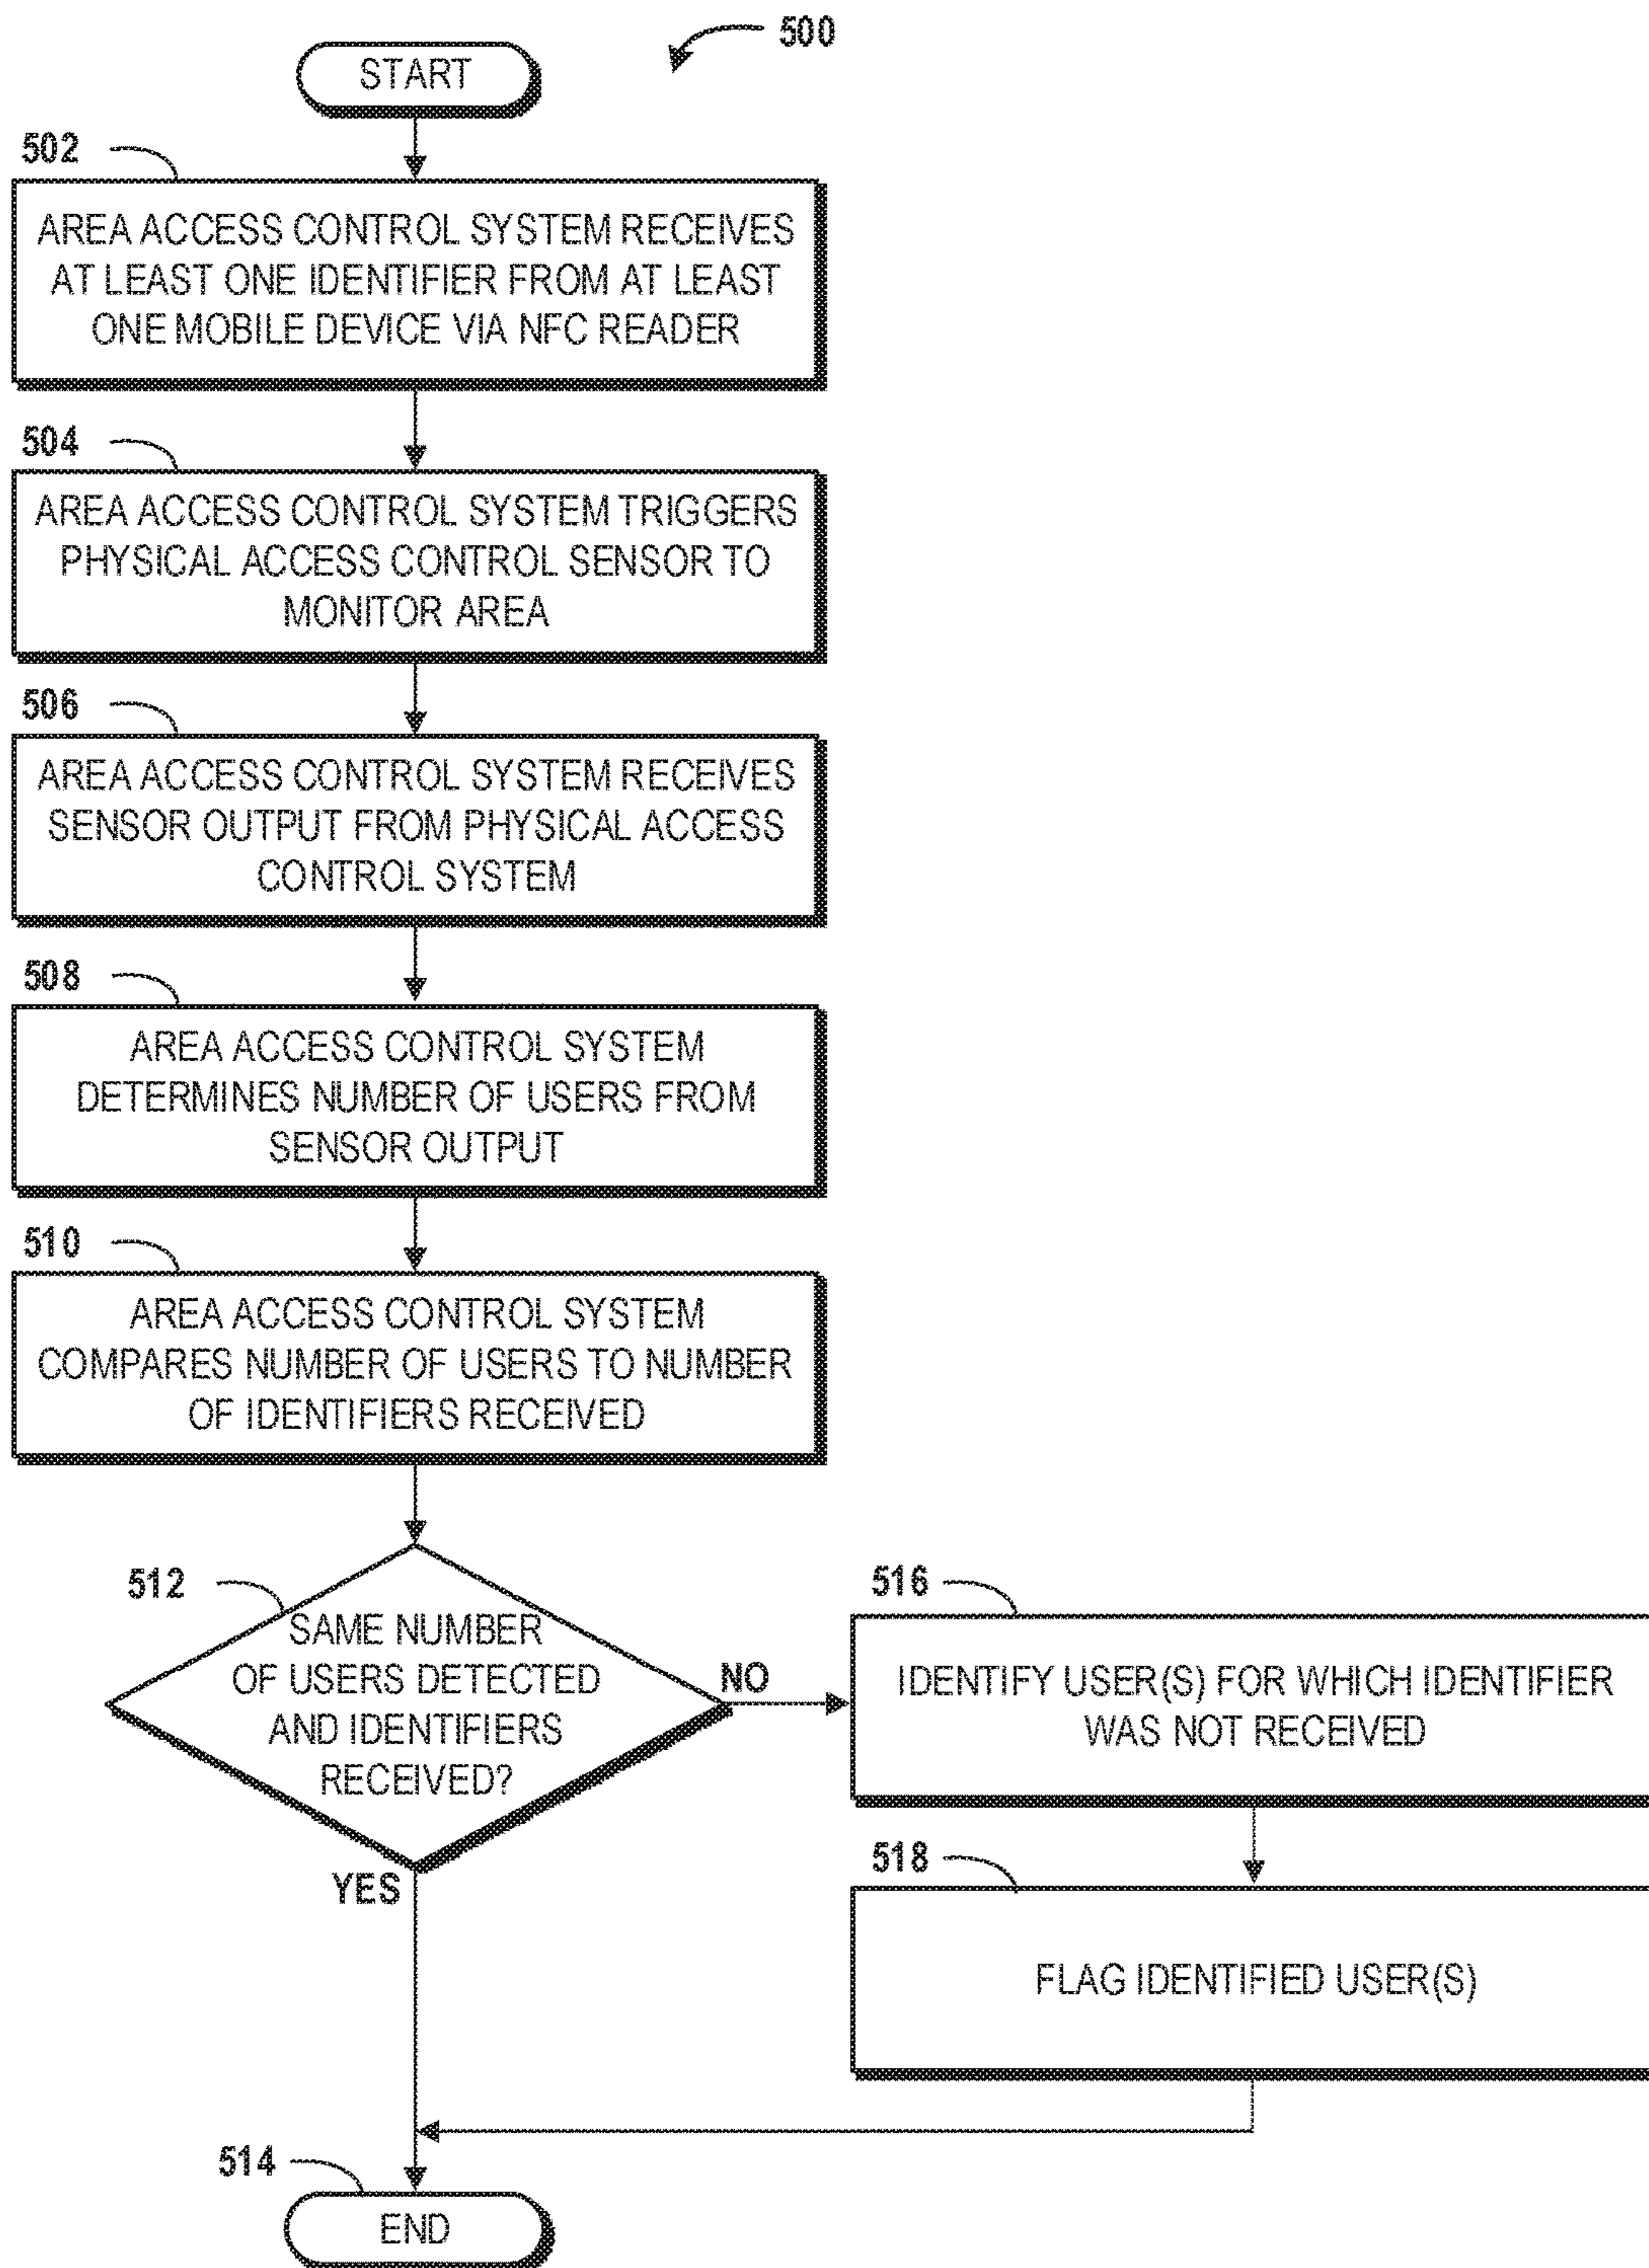 500
START
502
AREA ACCESS CONTROL SYSTEM RECEIVES
AT LEAST ONE IDENTIFIER FROM AT LEAST
ONE MOBILE DEVICE VIA NFC READER
504
AREA ACCESS CONTROL SYSTEM TRIGGERS
PHYSICAL ACCESS CONTROL SENSOR TO
MONITOR AREA
506
AREA ACCESS CONTROL SYSTEM RECEIVES
SENSOR OUTPUT FROM PHYSICAL ACCESS
CONTROL SYSTEM
508
AREA ACCESS CONTROL SYSTEM
DETERMINES NUMBER OF USERS FROM
SENSOR OUTPUT
510
AREA ACCESS CONTROL SYSTEM
COMPARES NUMBER OF USERS TO NUMBER
OF IDENTIFIERS RECEIVED
512
SAME NUMBER
OF USERS DETECTED
AND IDENTIFIERS
RECEIVED?
NO
YES
516
IDENTIFY USER(S) FOR WHICH IDENTIFIER
WAS NOT RECEIVED
518
FLAG IDENTIFIED USER(S)
514
END